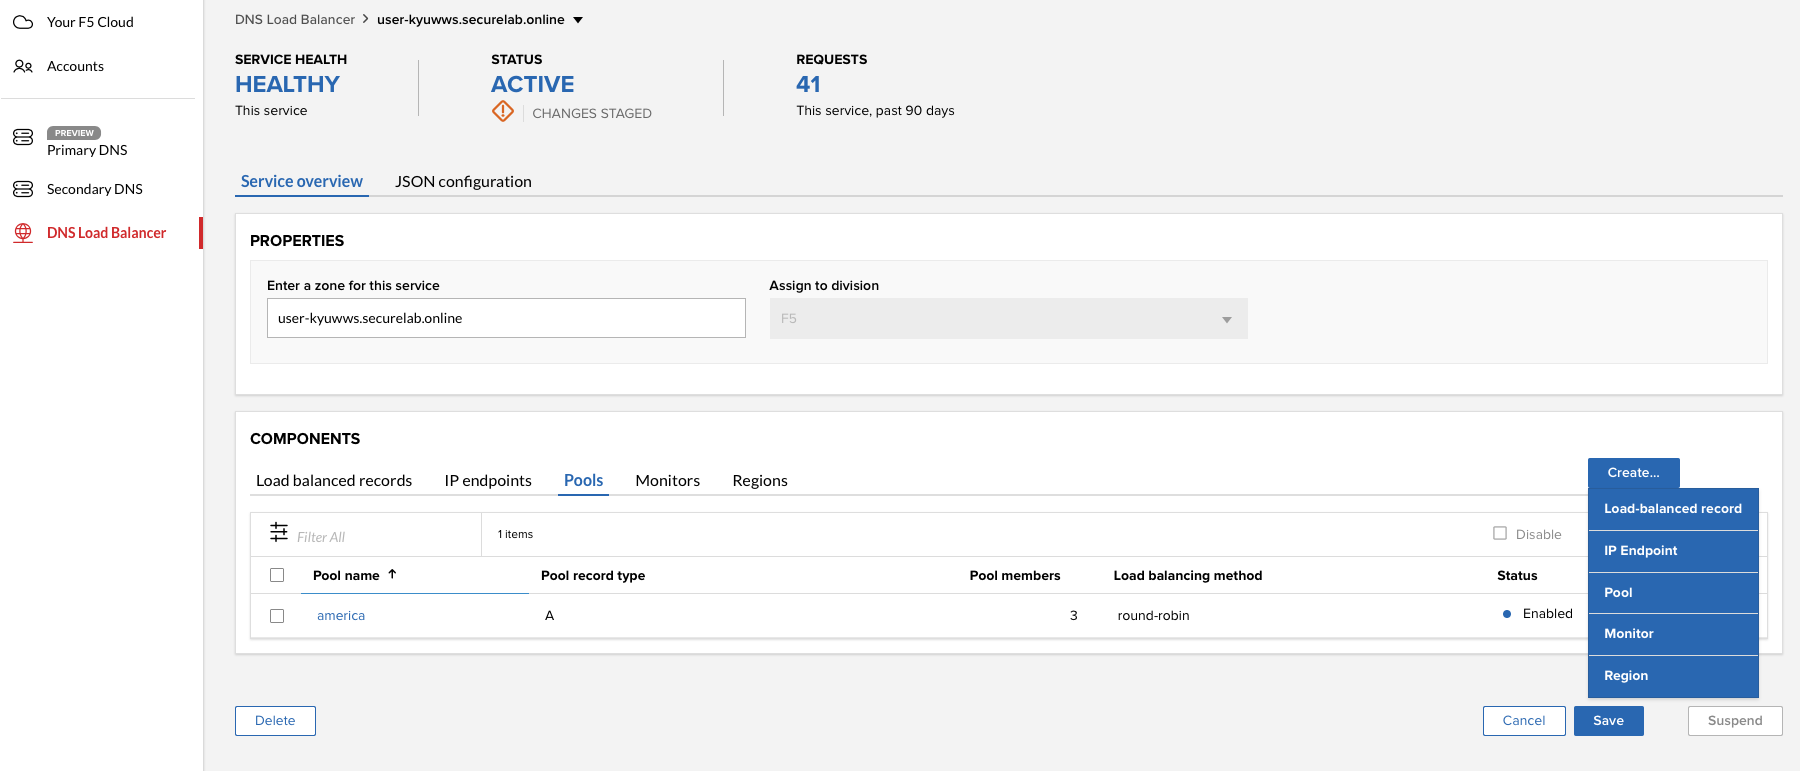 Your F5 Cloud
Accounts
PREVIEW
Primary DNS
Secondary DNS
DNS Load Balancer
DNS Load Balancer > user-kyuwws.securelab.online
SERVICE HEALTH
HEALTHY
This service
STATUS
ACTIVE
CHANGES STAGED
REQUESTS
41
This service, past 90 days
Service overview JSON configuration
PROPERTIES
Enter a zone for this service
user-kyuwws.securelab.online
Assign to division
F5
COMPONENTS
Load balanced records IP endpoints Pools Monitors Regions
Create...
Load-balanced record
IP Endpoint
Pool
Monitor
Region
Filter All
1 items
Disable
Pool name ↑ Pool record type Pool members Load balancing method Status
america A 3 round-robin Enabled
Delete
Cancel
Save
Suspend